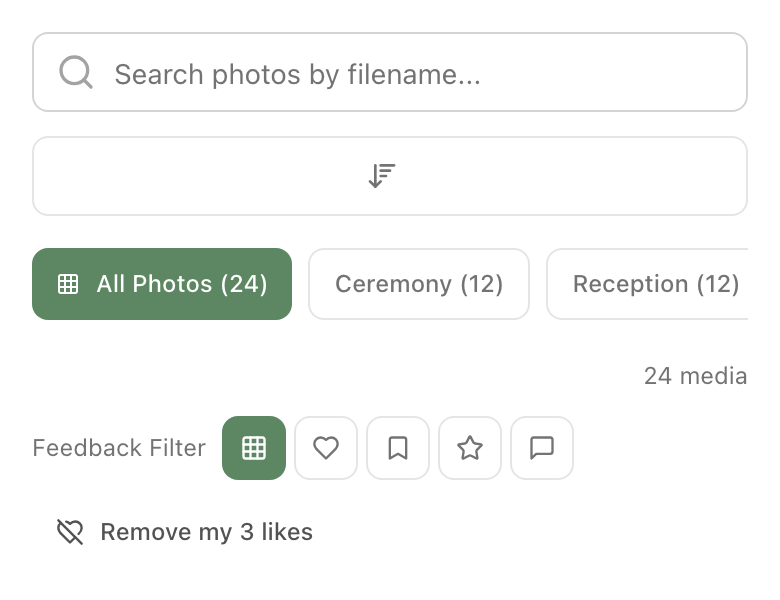 Search photos by filename...
All Photos (24) Ceremony (12) Reception (12)
24 media
Feedback Filter
Remove my 3 likes